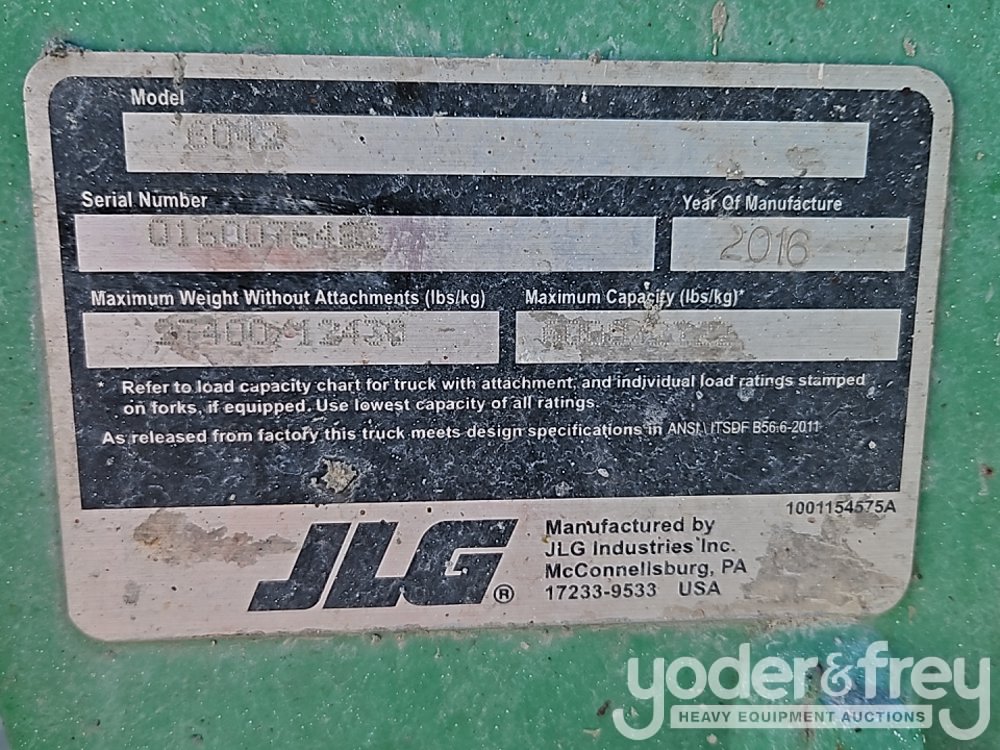 Model
Serial Number
0160076482
Year Of Manufacture
2016
Maximum Weight Without Attachments (lbs/kg)
Maximum Capacity (lbs/kg)*
* Refer to load capacity chart for truck with attachment, and individual load ratings stamped
on forks, if equipped. Use lowest capacity of all ratings.
As released from factory this truck meets design specifications in ANSI \ ITSDF B56.6-2011
1001154575A
JLG®
Manufactured by
JLG Industries Inc.
McConnellsburg, PA
17233-9533 USA
yoder&frey
HEAVY EQUIPMENT AUCTIONS